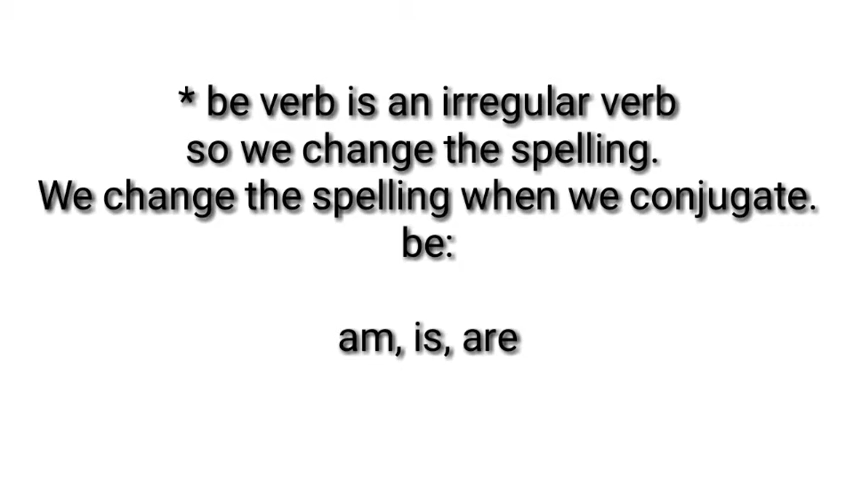 * be verb is an irregular verb
so we change the spelling.
We change the spelling when we conjugate.
be:
am, is, are